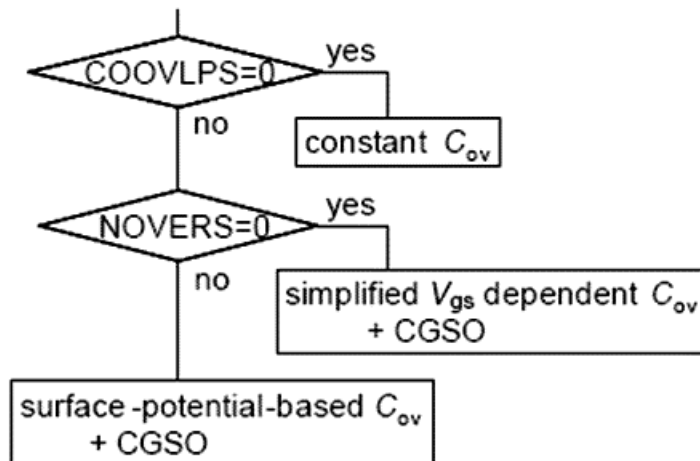 COOVLPS=0
yes
no
constant Cov
NOVERS=0
yes
no
simplified Vgs dependent Cov
+ CGSO
surface-potential-based Cov
+ CGSO